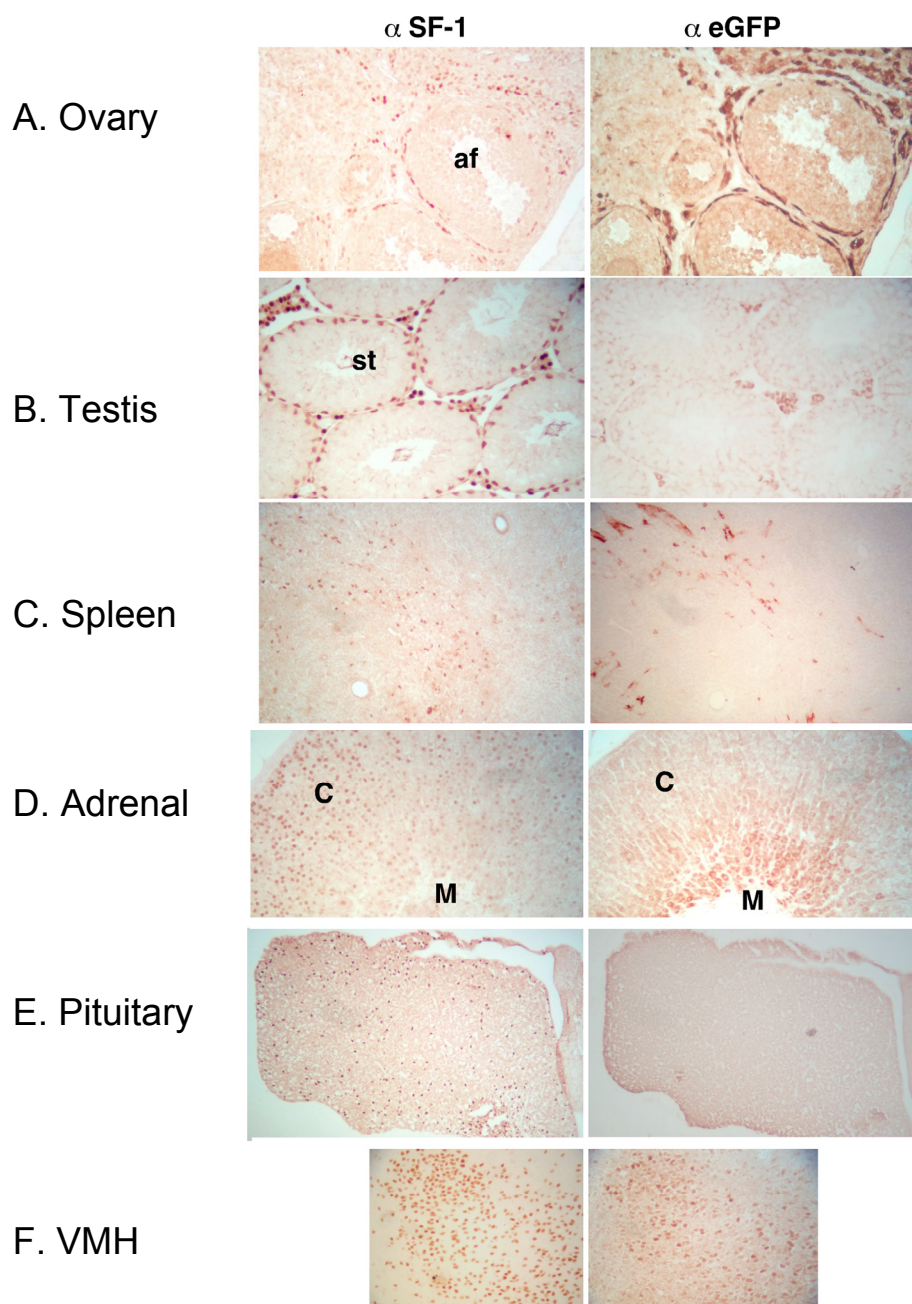 α SF-1
α eGFP
A. Ovary
af
B. Testis
st
C. Spleen
D. Adrenal
C
M
C
M
E. Pituitary
F. VMH